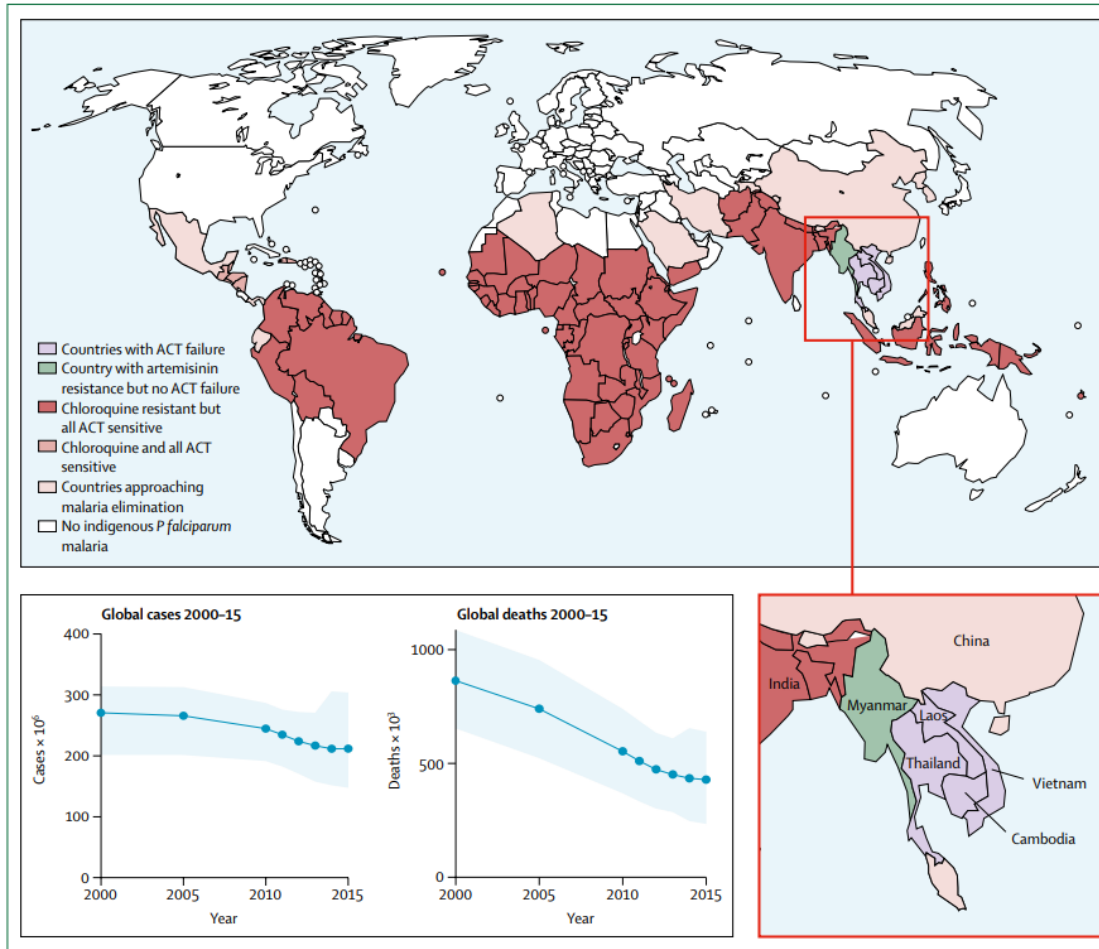 Countries with ACT failure
Country with artemisinin
resistance but no ACT failure
Chloroquine resistant but
all ACT sensitive
Chloroquine and all ACT
sensitive
Countries approaching
malaria elimination
No indigenous P falciparum
malaria
Global cases 2000–15
400
300
200
100
0
Cases × 10⁶
2000
2005
2010
2015
Year
Global deaths 2000–15
1000
500
0
Deaths × 10³
2000
2005
2010
2015
Year
China
India
Myanmar
Laos
Thailand
Vietnam
Cambodia